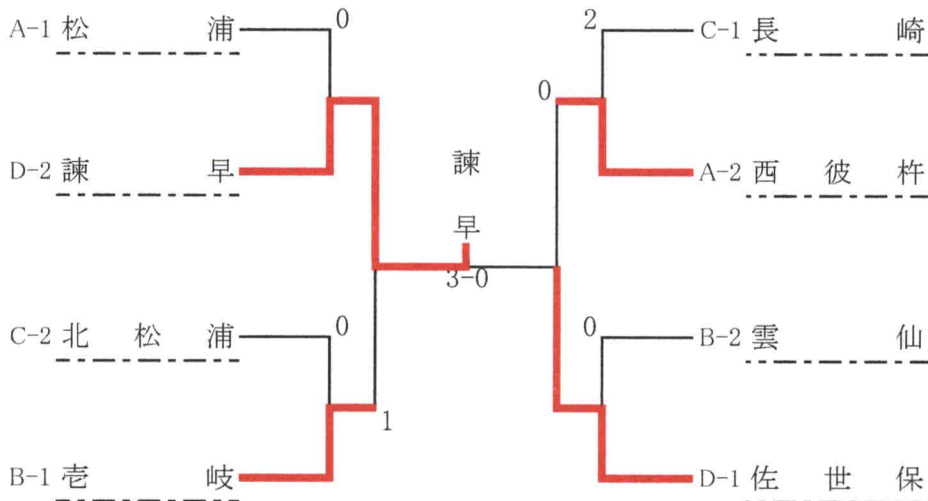 A-1 松浦
0
D-2 諫早
C-2 北松浦
0
B-1 壱岐
1
諫早
3-0
2
C-1 長崎
0
A-2 西彼杵
0
B-2 雲仙
D-1 佐世保